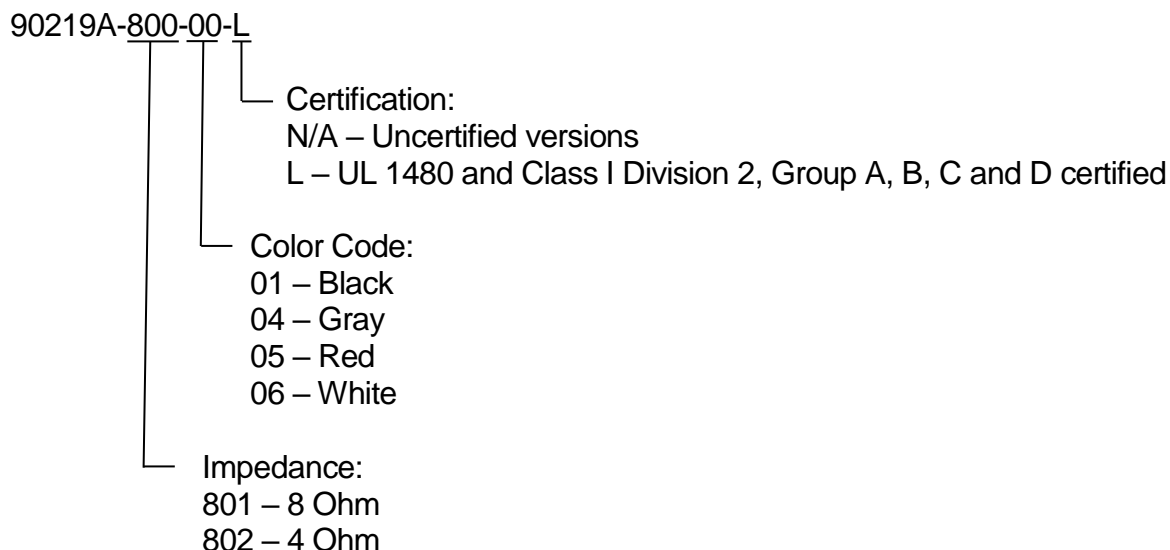 90219A-800-00-L
Certification:
N/A – Uncertified versions
L – UL 1480 and Class I Division 2, Group A, B, C and D certified
Color Code:
01 – Black
04 – Gray
05 – Red
06 – White
Impedance:
801 – 8 Ohm
802 – 4 Ohm